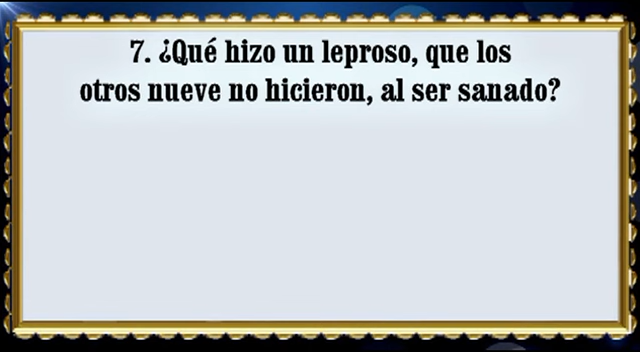 7. ¿Qué hizo un leproso, que los
otros nueve no hicieron, al ser sanado?